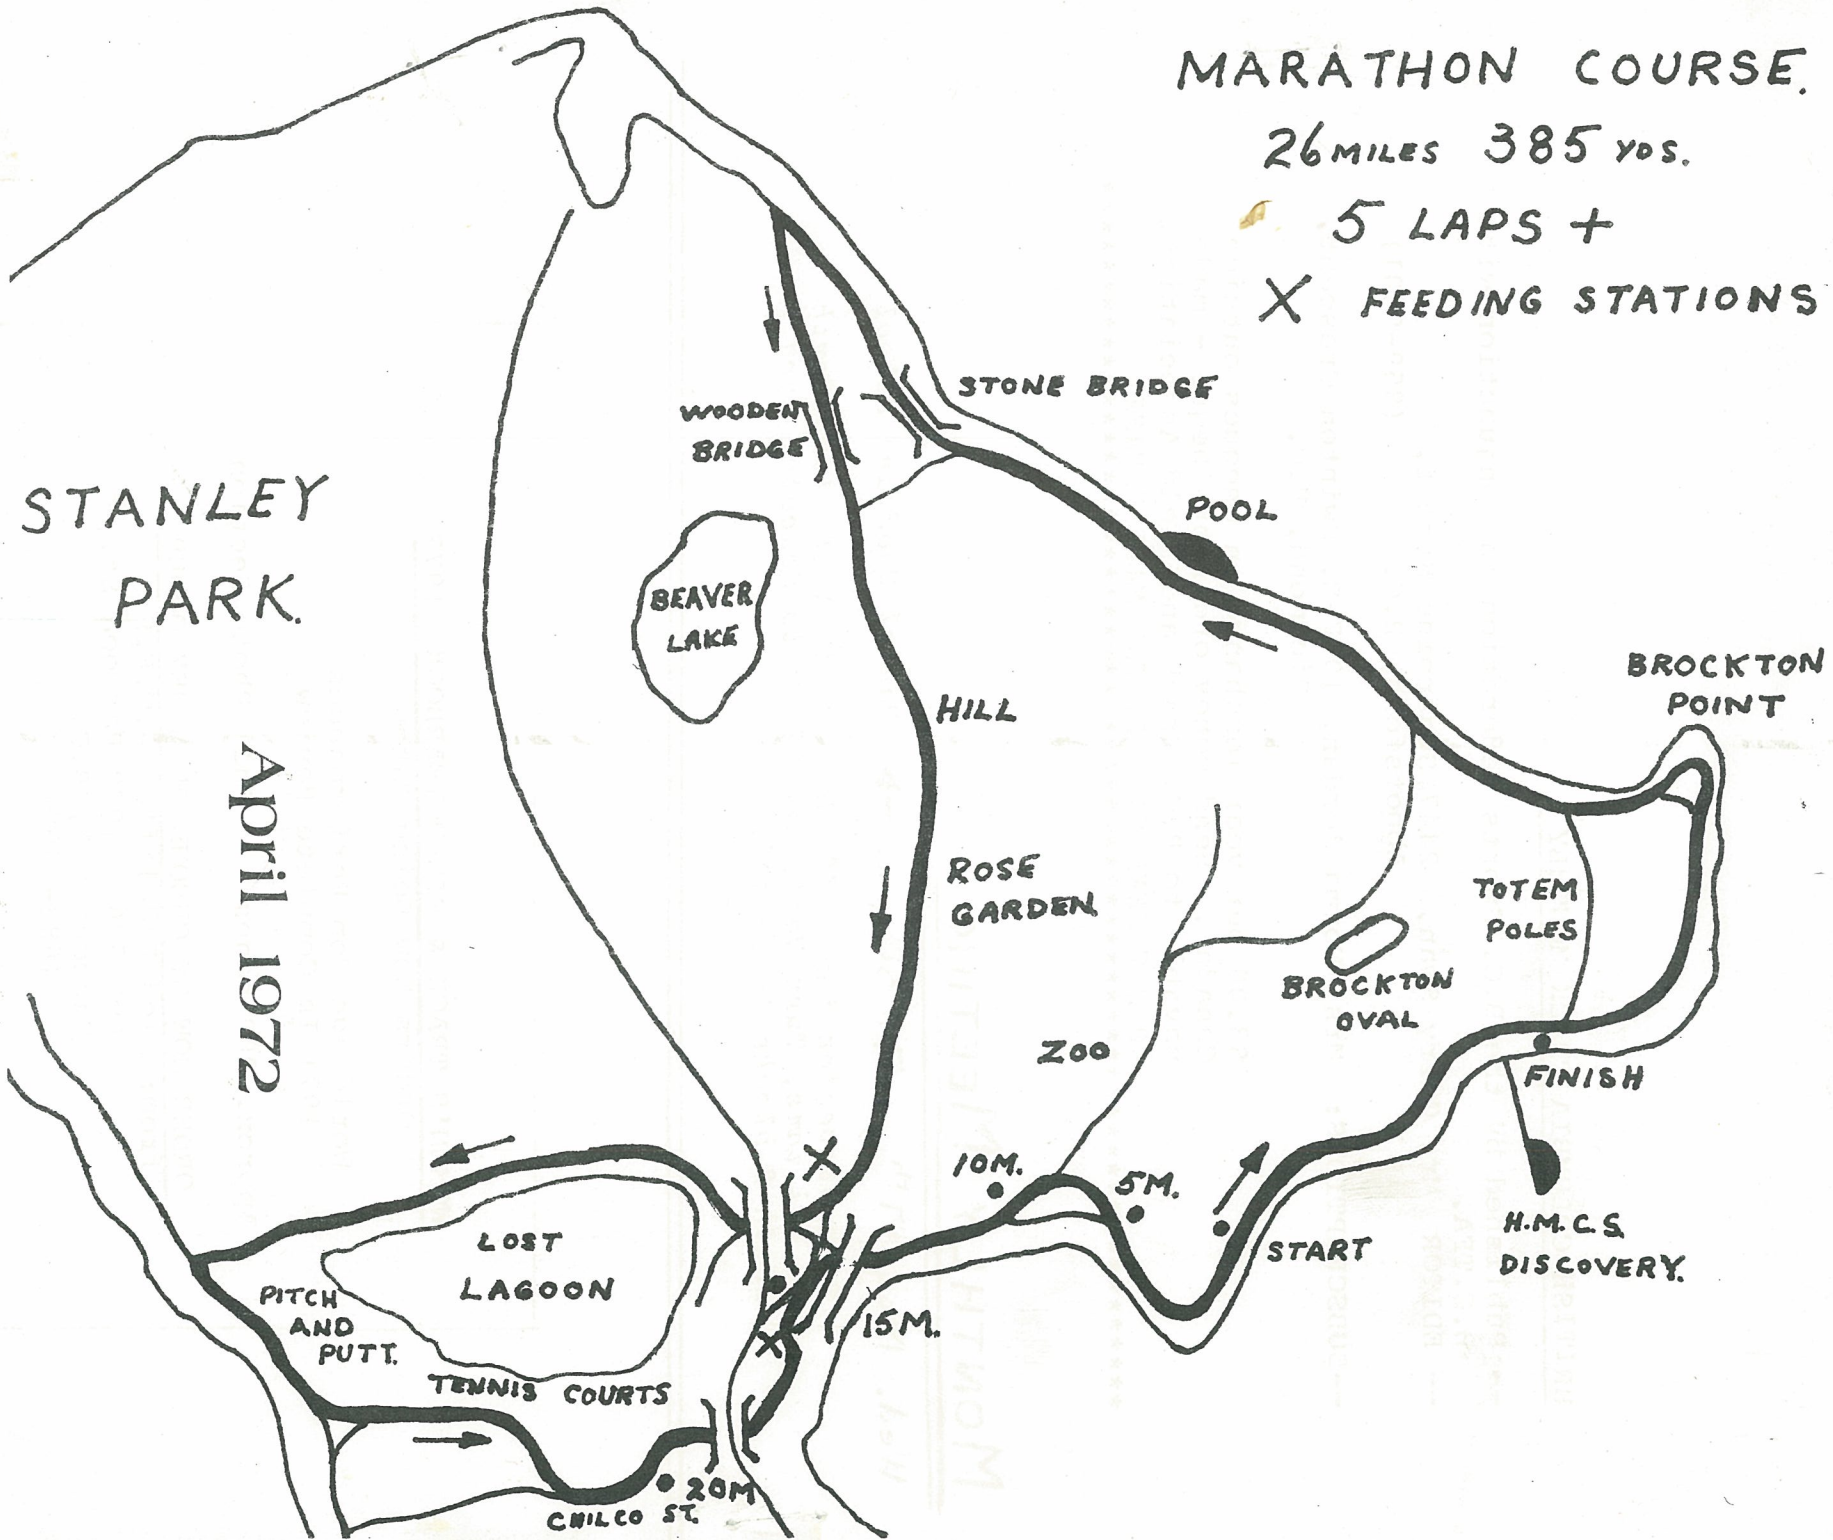 MARATHON COURSE.
26 MILES 385 YDS.
5 LAPS +
X FEEDING STATIONS
STONE BRIDGE
WOODEN
BRIDGE
STANLEY
PARK.
POOL
BEAVER
LAKE
BROCKTON
POINT
HILL
April 1972
ROSE
GARDEN
TOTEM
POLES
BROCKTON
OVAL
ZOO
FINISH
10M.
5M.
START
H.M.C.S.
DISCOVERY.
LOST
LAGOON
PITCH
AND
PUTT.
15M.
TENNIS COURTS
20M
CHILCO ST.